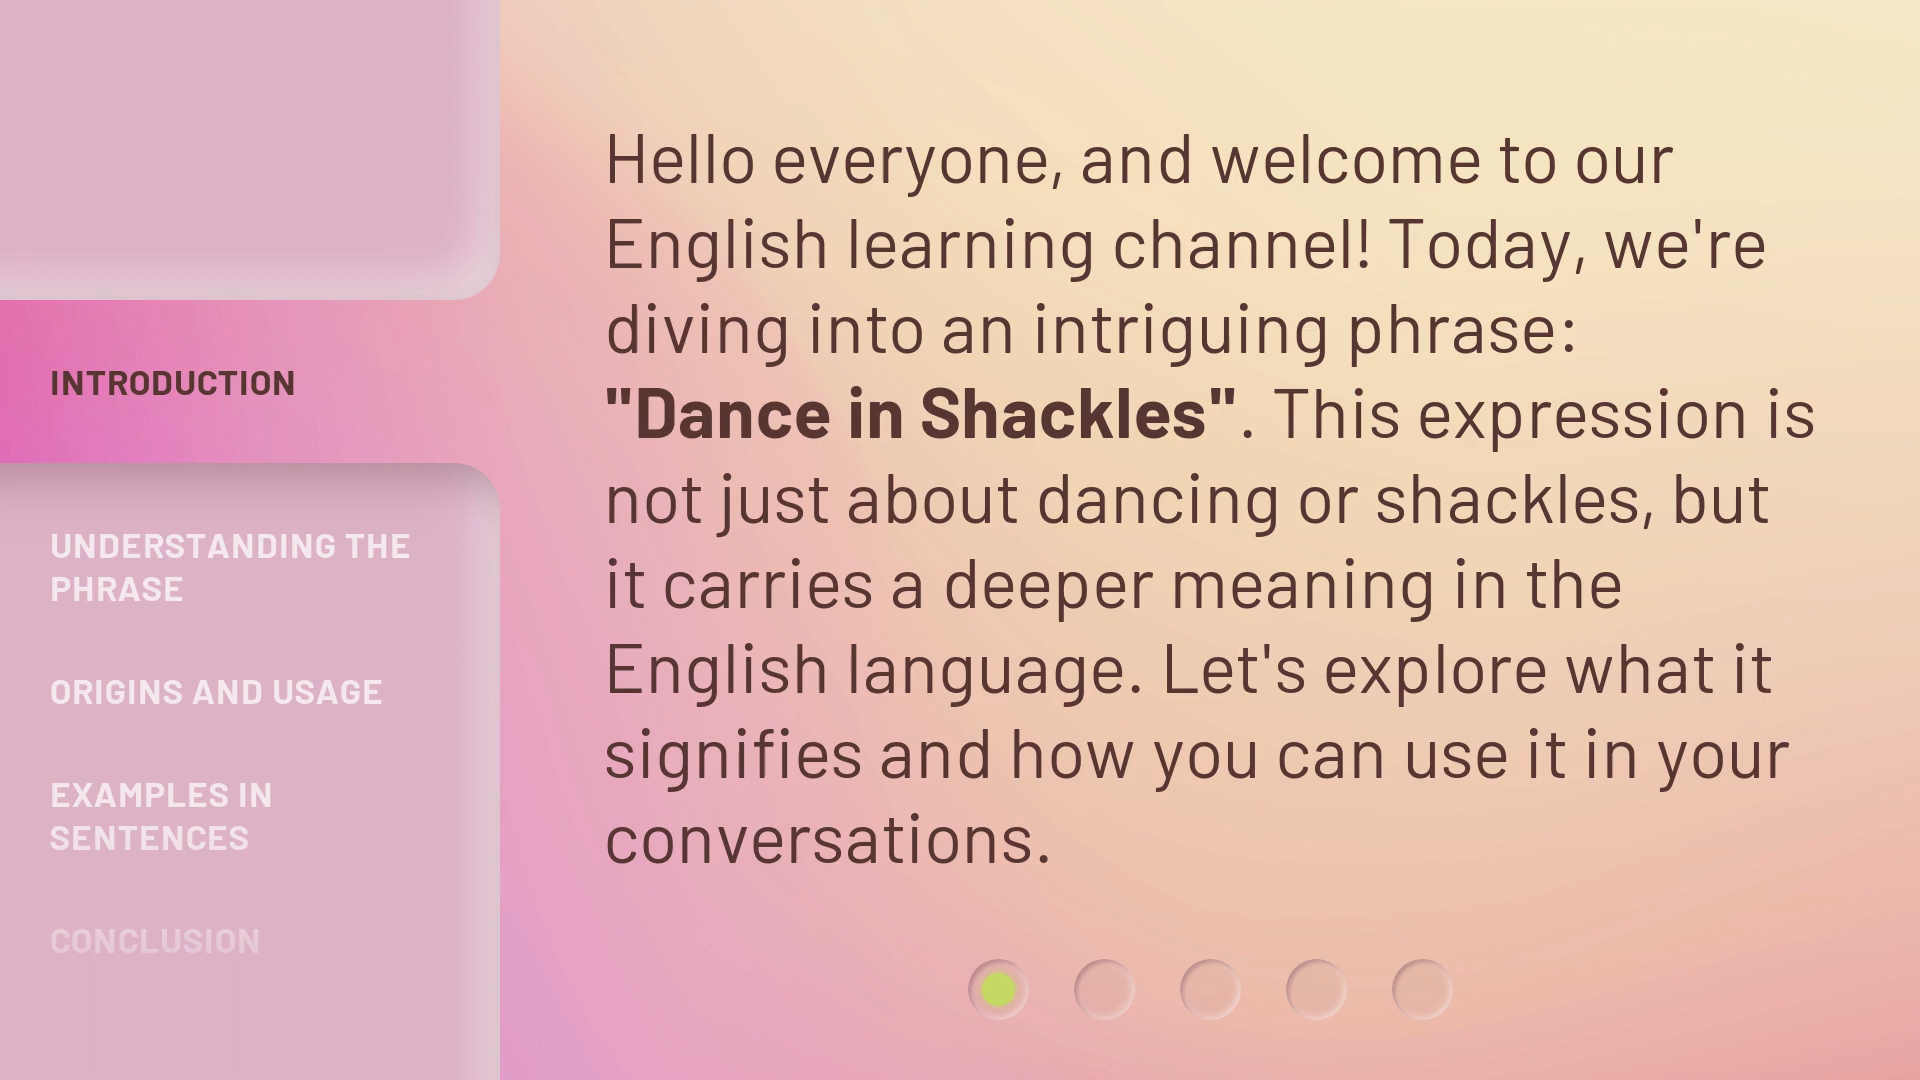 INTRODUCTION
UNDERSTANDING THE
PHRASE
ORIGINS AND USAGE
EXAMPLES IN
SENTENCES
CONCLUSION
Hello everyone, and welcome to our
English learning channel! Today, we're
diving into an intriguing phrase:
"Dance in Shackles". This expression is
not just about dancing or shackles, but
it carries a deeper meaning in the
English language. Let's explore what it
signifies and how you can use it in your
conversations.